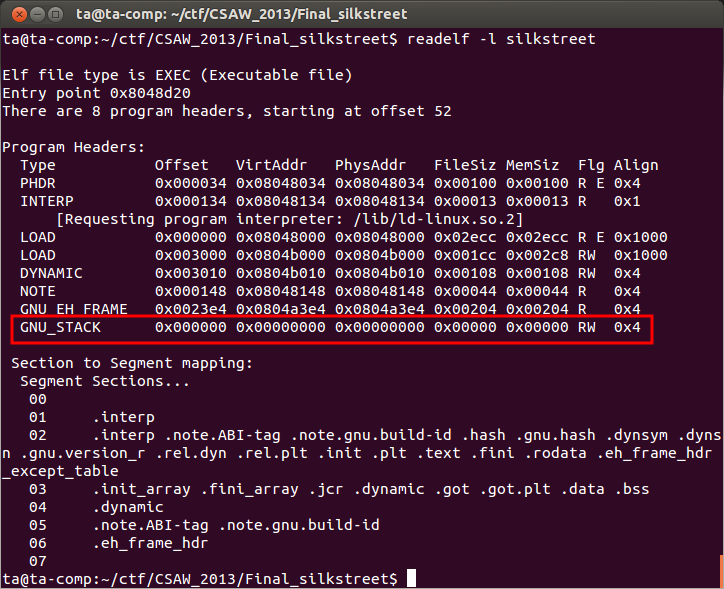 ta@ta-comp: ~/ctf/CSAW_2013/Final_silkstreet
ta@ta-comp:~/ctf/CSAW_2013/Final_silkstreet$ readelf -l silkstreet
Elf file type is EXEC (Executable file)
Entry point 0x8048d20
There are 8 program headers, starting at offset 52
Program Headers:
  Type           Offset   VirtAddr   PhysAddr   FileSiz MemSiz  Flg Align
  PHDR           0x000034 0x08048034 0x08048034 0x00100 0x00100 R E 0x4
  INTERP         0x000134 0x08048134 0x08048134 0x00013 0x00013 R   0x1
      [Requesting program interpreter: /lib/ld-linux.so.2]
  LOAD           0x000000 0x08048000 0x08048000 0x02ecc 0x02ecc R E 0x1000
  LOAD           0x003000 0x0804b000 0x0804b000 0x001cc 0x002c8 RW  0x1000
  DYNAMIC        0x003010 0x0804b010 0x0804b010 0x00108 0x00108 RW  0x4
  NOTE           0x000148 0x08048148 0x08048148 0x00044 0x00044 R   0x4
  GNU_EH_FRAME   0x0023e4 0x0804a3e4 0x0804a3e4 0x00204 0x00204 R   0x4
  GNU_STACK      0x000000 0x00000000 0x00000000 0x00000 0x00000 RW  0x4
 Section to Segment mapping:
  Segment Sections...
   00
   01     .interp
   02     .interp .note.ABI-tag .note.gnu.build-id .hash .gnu.hash .dynsym .dyns
n .gnu.version_r .rel.dyn .rel.plt .init .plt .text .fini .rodata .eh_frame_hdr
_except_table
   03     .init_array .fini_array .jcr .dynamic .got .got.plt .data .bss
   04     .dynamic
   05     .note.ABI-tag .note.gnu.build-id
   06     .eh_frame_hdr
   07
ta@ta-comp:~/ctf/CSAW_2013/Final_silkstreet$